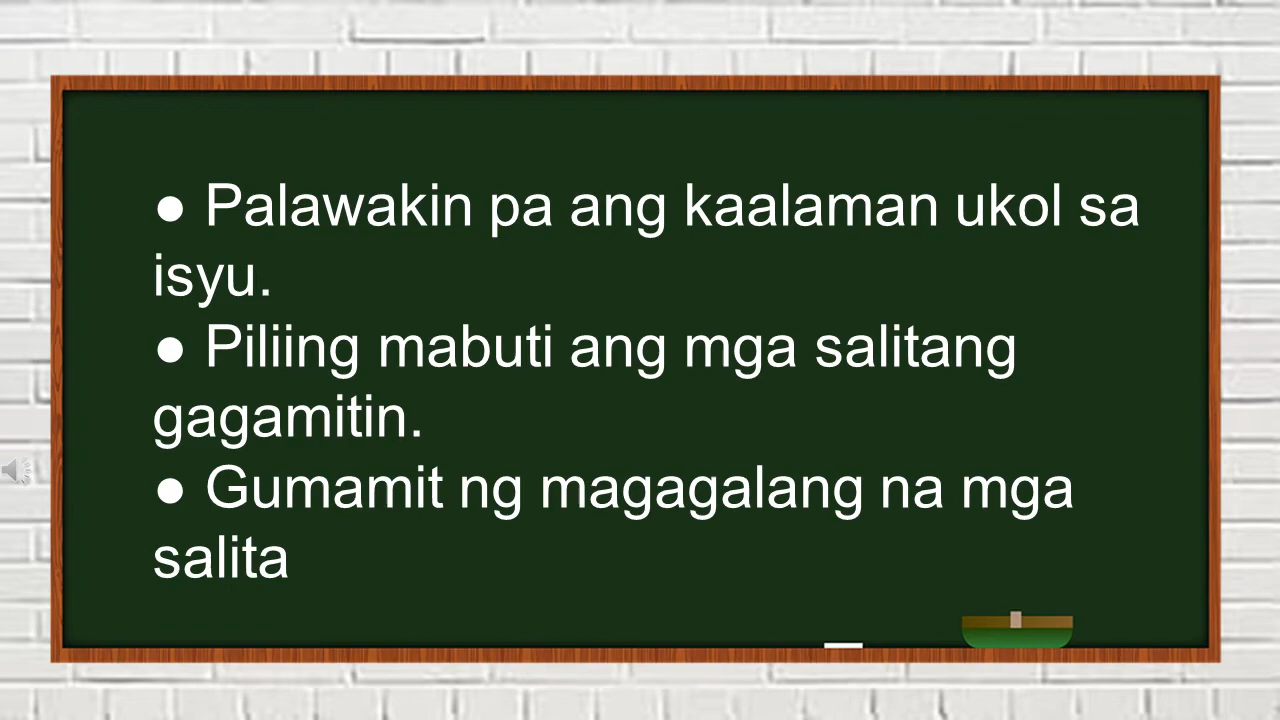 ● Palawakin pa ang kaalaman ukol sa
isyu.
● Piliing mabuti ang mga salitang
gagamitin.
● Gumamit ng magagalang na mga
salita